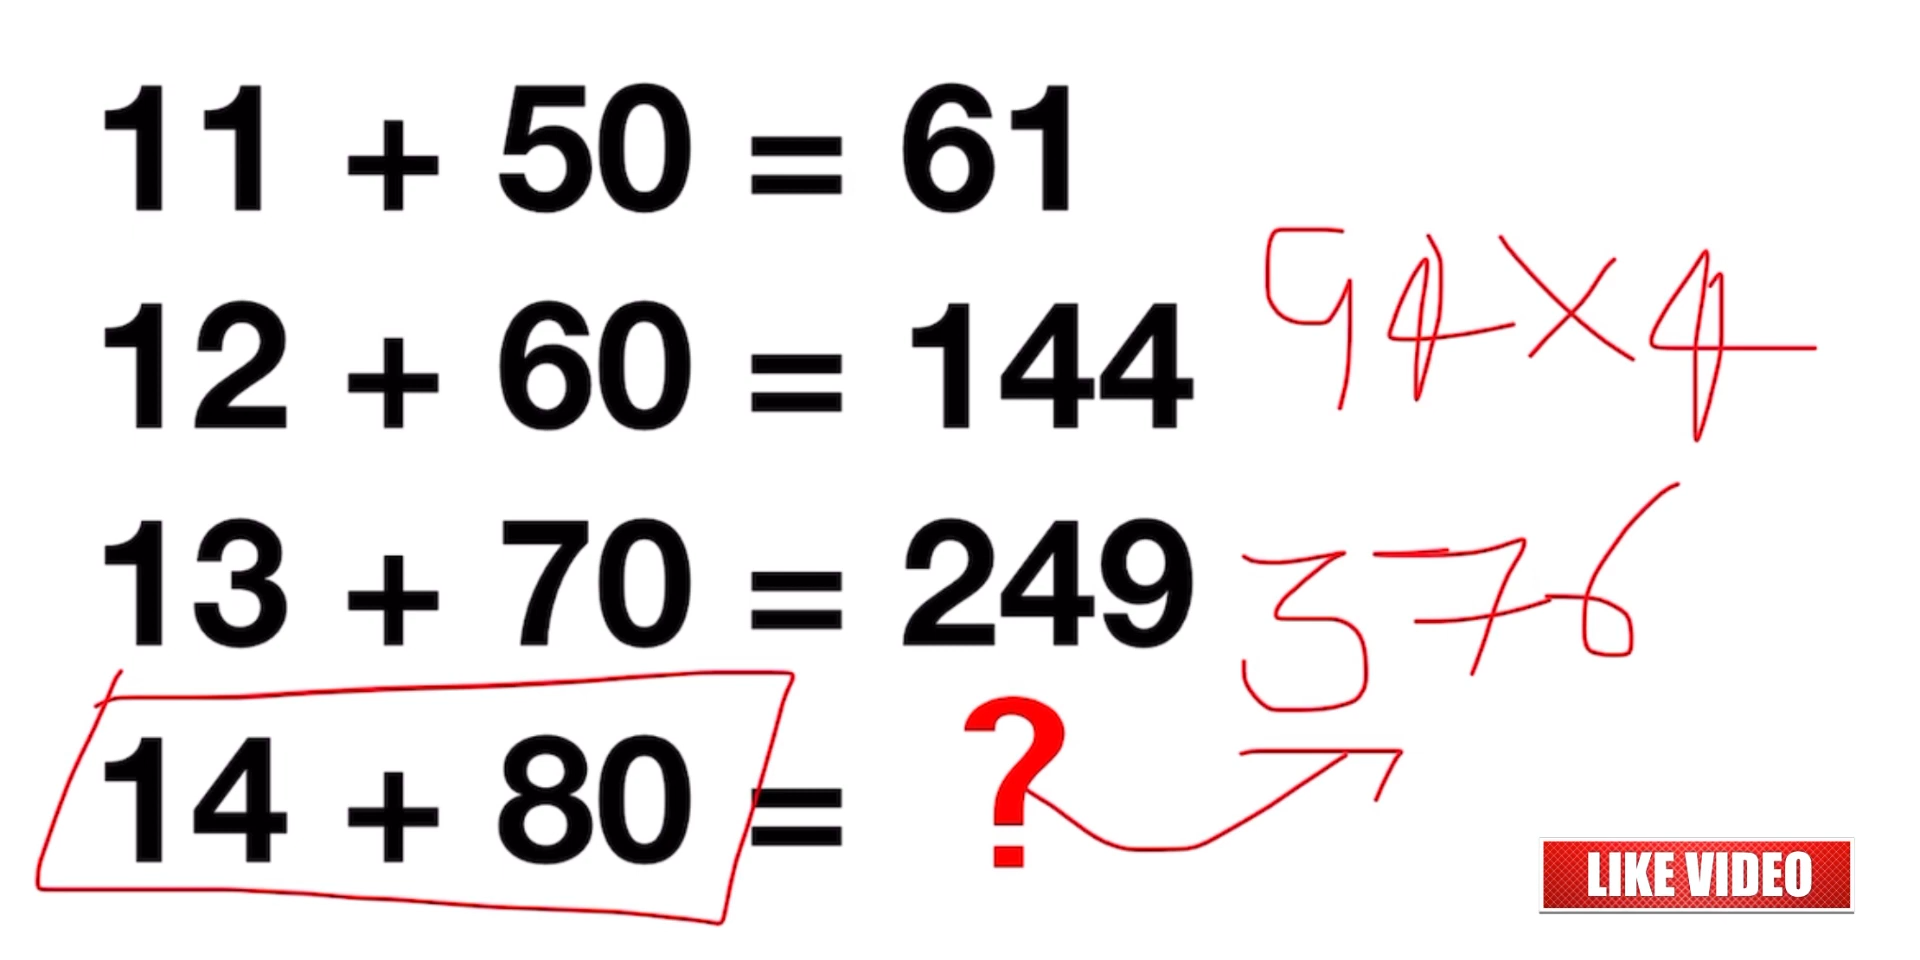 11 + 50 = 61
12 + 60 = 144
94×4
13 + 70 = 249
376
14 + 80 = ?
LIKE VIDEO